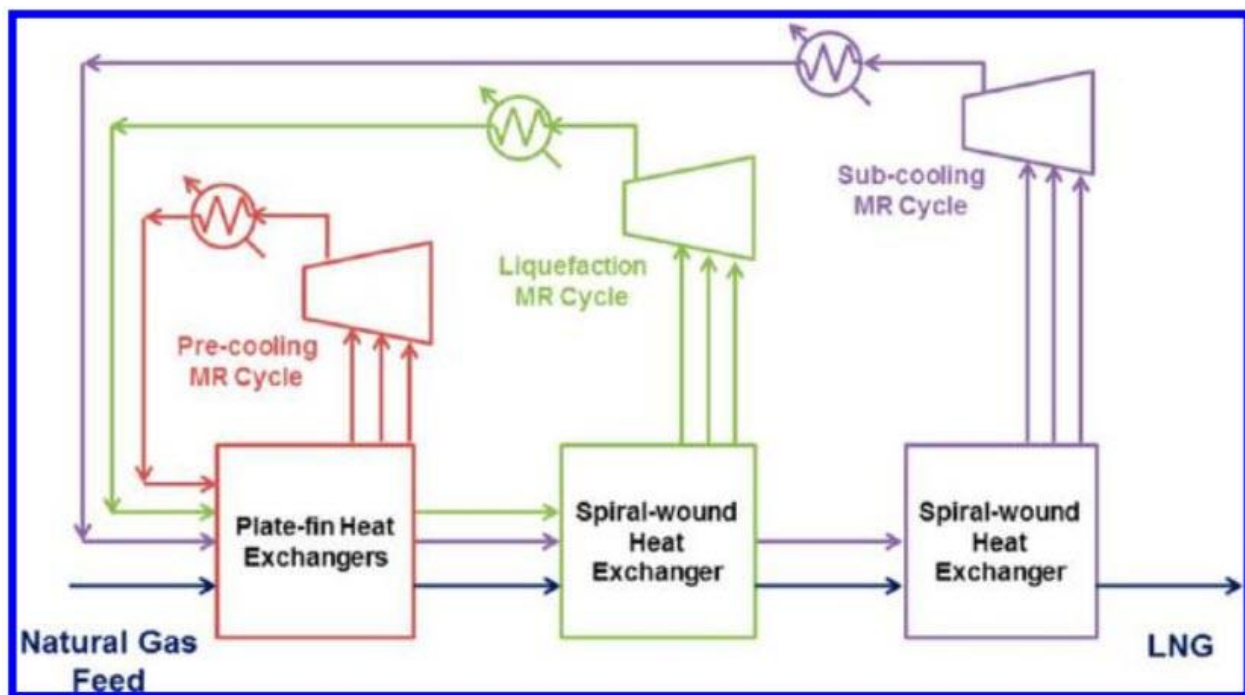 Sub-cooling
MR Cycle
Liquefaction
MR Cycle
Pre-cooling
MR Cycle
Plate-fin Heat
Exchangers
Spiral-wound
Heat
Exchanger
Spiral-wound
Heat
Exchanger
Natural Gas
Feed
LNG